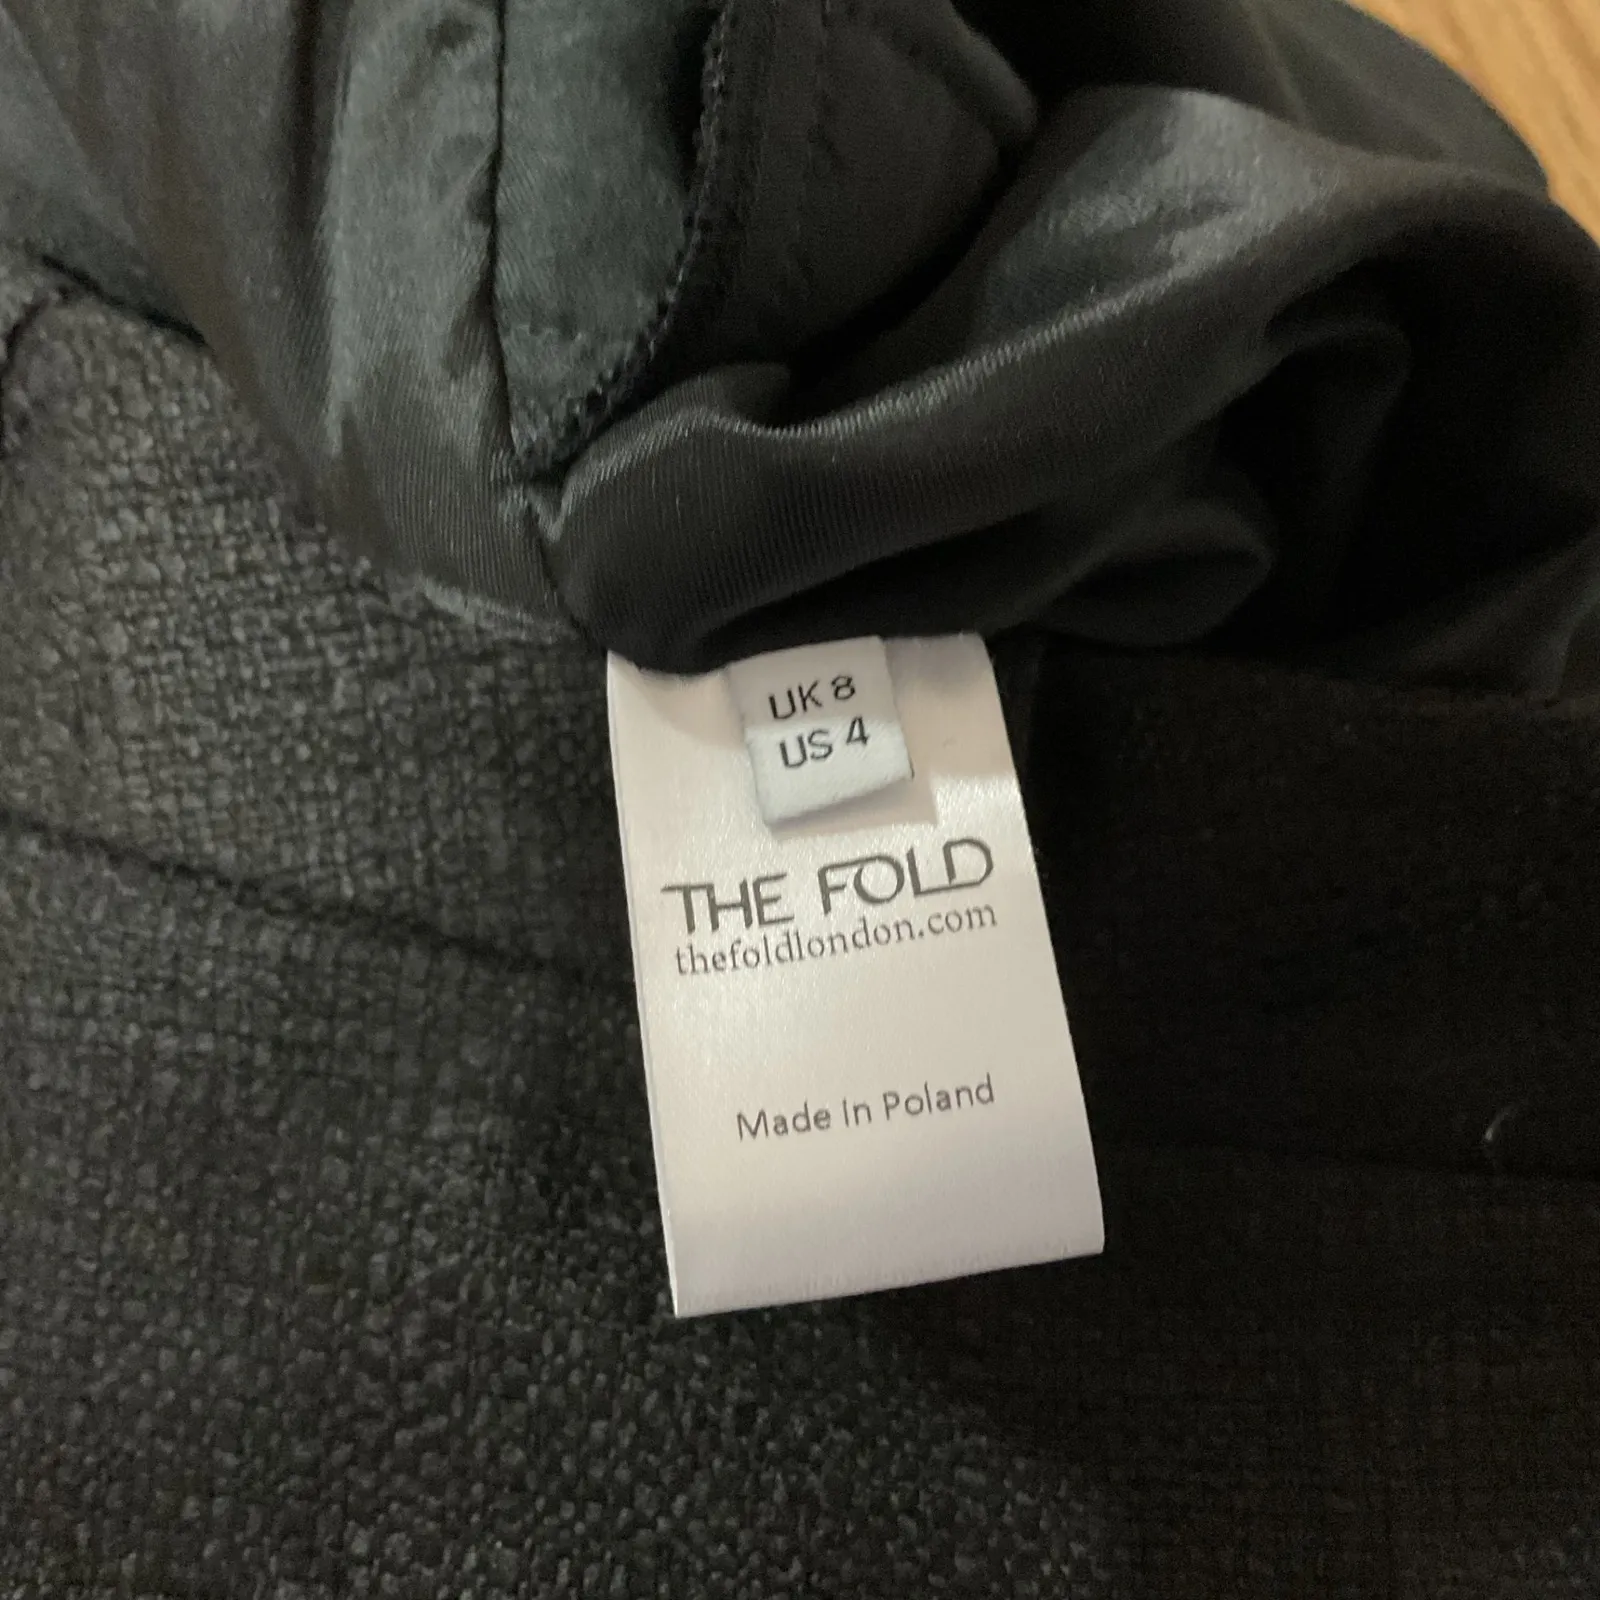 UK 8
US 4
THE FOLD
thefoldlondon.com
Made In Poland